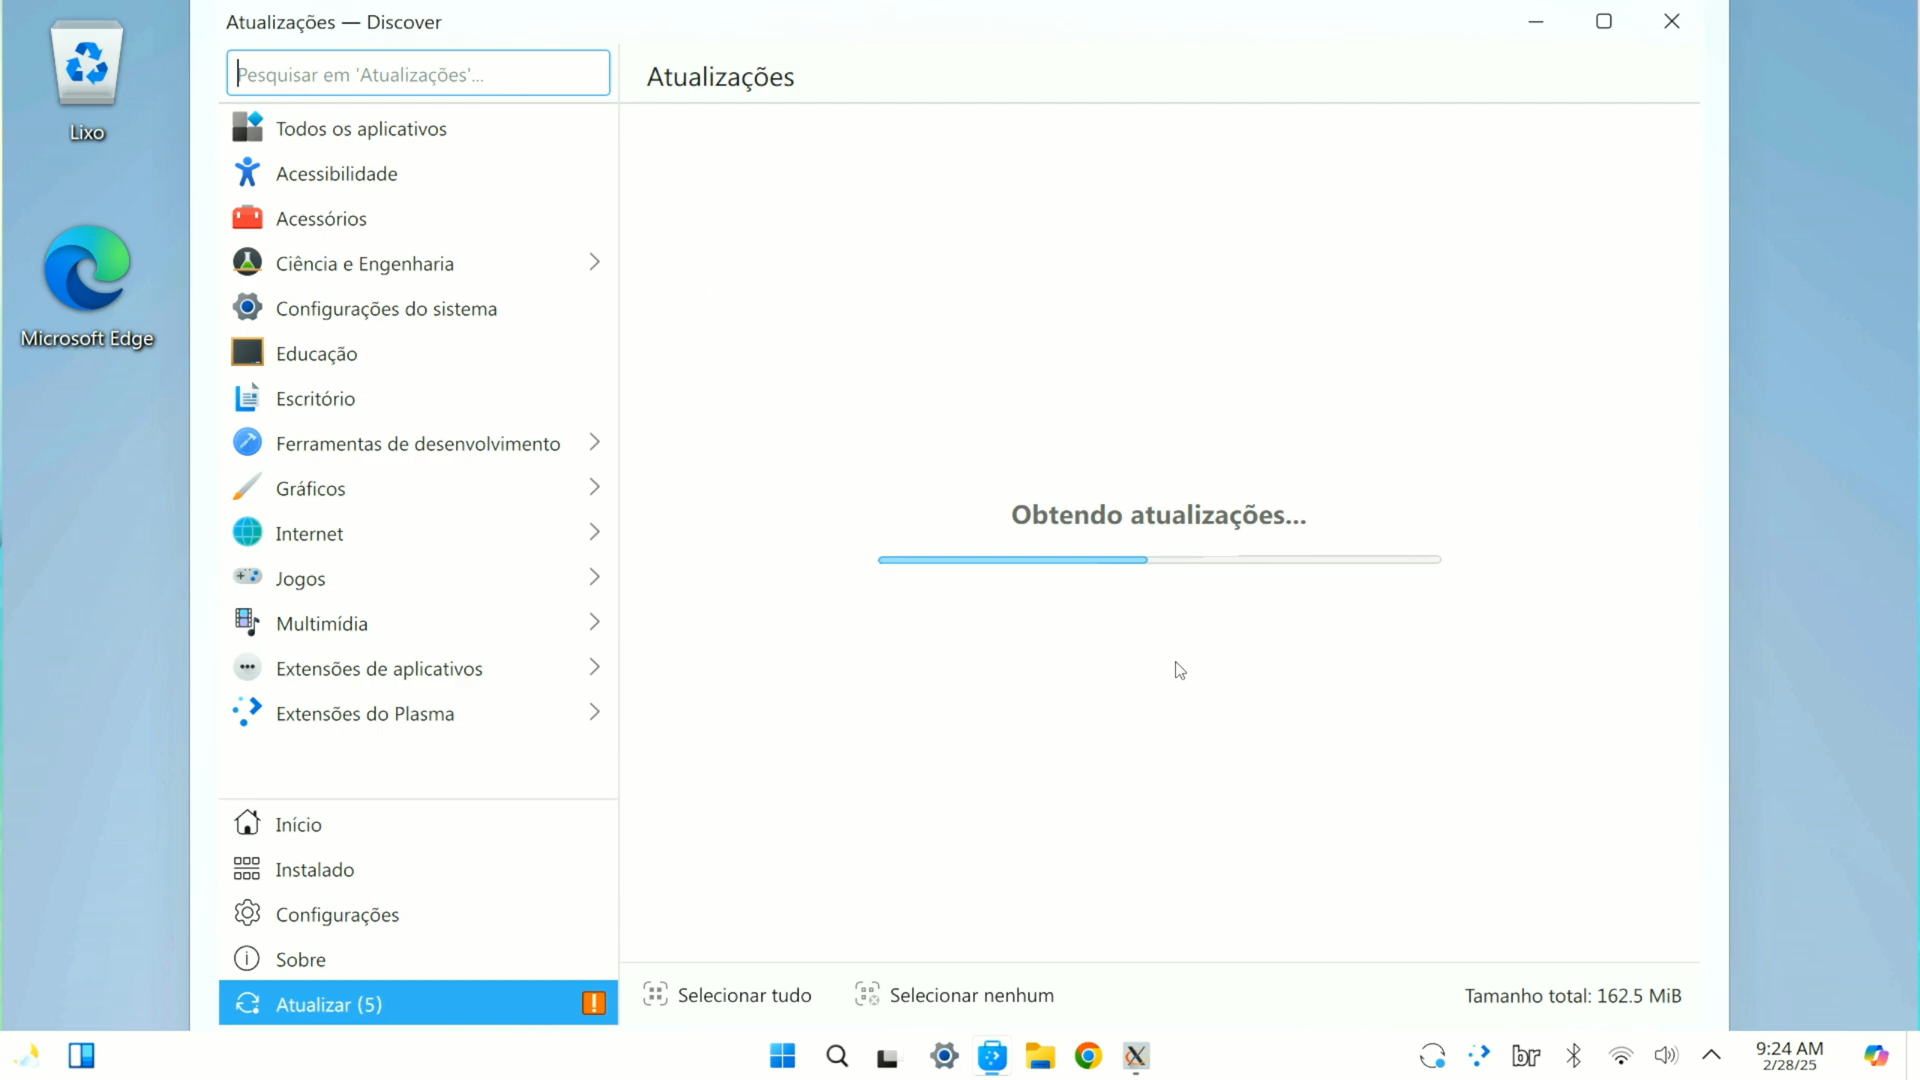 Atualizações — Discover
Pesquisar em 'Atualizações'...
Atualizações
Lixo
Microsoft Edge
Todos os aplicativos
Acessibilidade
Acessórios
Ciência e Engenharia
Configurações do sistema
Educação
Escritório
Ferramentas de desenvolvimento
Gráficos
Internet
Jogos
Multimídia
Extensões de aplicativos
Extensões do Plasma
Obtendo atualizações...
Início
Instalado
Configurações
Sobre
Atualizar (5)
Selecionar tudo
Selecionar nenhum
Tamanho total: 162.5 MiB
br
9:24 AM
2/28/25